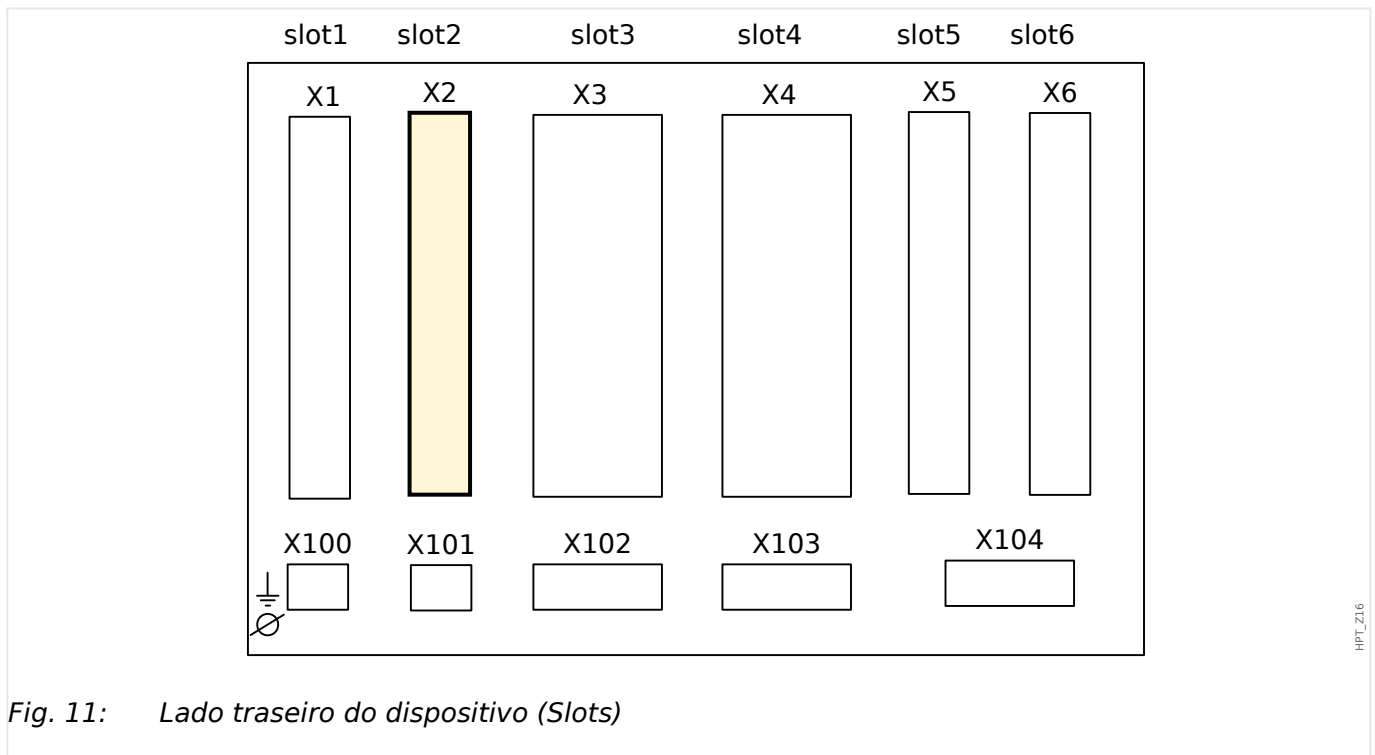 slot1 slot2 slot3 slot4 slot5 slot6
X1 X2 X3 X4 X5 X6
X100 X101 X102 X103 X104
HPT_Z16
Fig. 11: Lado traseiro do dispositivo (Slots)